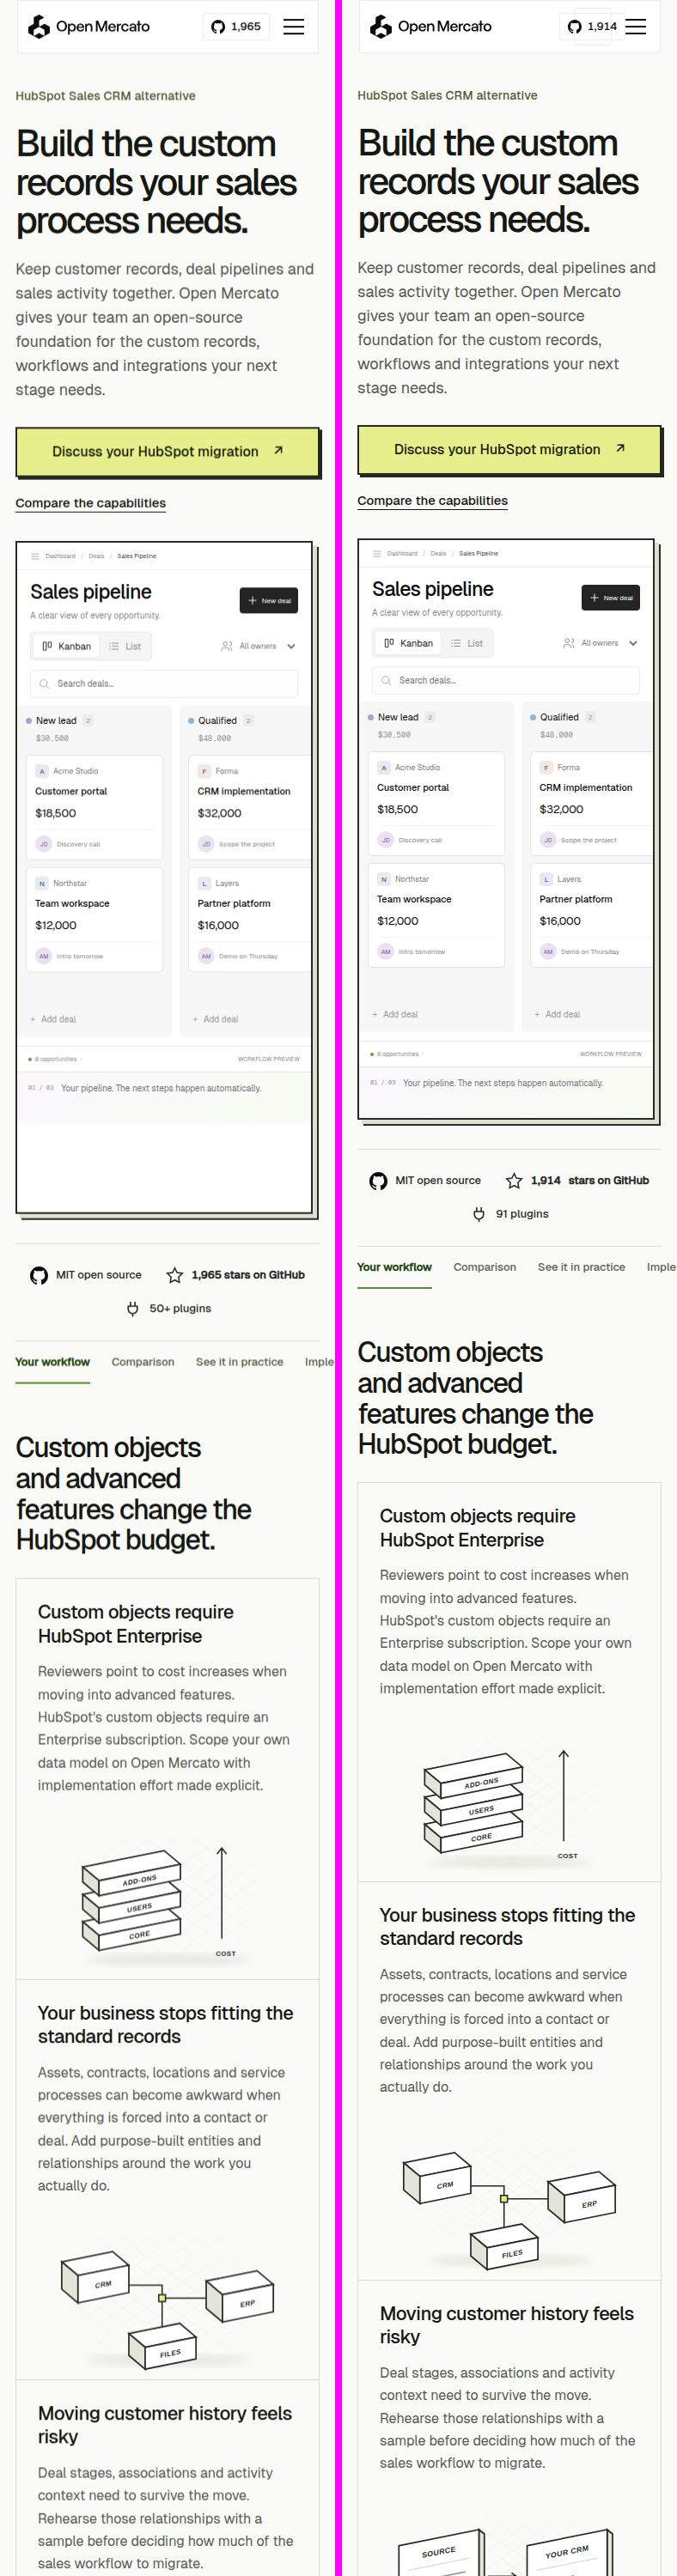 Open Mercato
1,965
HubSpot Sales CRM alternative
Build the custom
records your sales
process needs.
Keep customer records, deal pipelines and
sales activity together. Open Mercato
gives your team an open-source
foundation for the custom records,
workflows and integrations your next
stage needs.
Discuss your HubSpot migration
Compare the capabilities
Dashboard / Deals / Sales Pipeline
Sales pipeline
A clear view of every opportunity.
+ New deal
Kanban
List
All owners
Search deals...
New lead 2
$30,500
Qualified 2
$48,000
A Acme Studio
Customer portal
$18,500
JD Discovery call
F Forma
CRM implementation
$32,000
JD Scope the project
N Northstar
Team workspace
$12,000
AM Intro tomorrow
L Layers
Partner platform
$16,000
AM Demo on Thursday
+ Add deal
+ Add deal
8 opportunities ·
WORKFLOW PREVIEW
01 / 03 Your pipeline. The next steps happen automatically.
MIT open source
1,965 stars on GitHub
50+ plugins
Your workflow
Comparison
See it in practice
Imple
Custom objects
and advanced
features change the
HubSpot budget.
Custom objects require
HubSpot Enterprise
Reviewers point to cost increases when
moving into advanced features.
HubSpot's custom objects require an
Enterprise subscription. Scope your own
data model on Open Mercato with
implementation effort made explicit.
ADD-ONS
USERS
CORE
COST
Your business stops fitting the
standard records
Assets, contracts, locations and service
processes can become awkward when
everything is forced into a contact or
deal. Add purpose-built entities and
relationships around the work you
actually do.
CRM
ERP
FILES
Moving customer history feels
risky
Deal stages, associations and activity
context need to survive the move.
Rehearse those relationships with a
sample before deciding how much of the
sales workflow to migrate.
Open Mercato
1,914
HubSpot Sales CRM alternative
Build the custom
records your sales
process needs.
Keep customer records, deal pipelines and
sales activity together. Open Mercato
gives your team an open-source
foundation for the custom records,
workflows and integrations your next
stage needs.
Discuss your HubSpot migration
Compare the capabilities
Dashboard / Deals / Sales Pipeline
Sales pipeline
A clear view of every opportunity.
+ New deal
Kanban
List
All owners
Search deals...
New lead 2
$30,500
Qualified 2
$48,000
A Acme Studio
Customer portal
$18,500
JD Discovery call
F Forma
CRM implementation
$32,000
JD Scope the project
N Northstar
Team workspace
$12,000
AM Intro tomorrow
L Layers
Partner platform
$16,000
AM Demo on Thursday
+ Add deal
+ Add deal
8 opportunities ·
WORKFLOW PREVIEW
01 / 03 Your pipeline. The next steps happen automatically.
MIT open source
1,914 stars on GitHub
91 plugins
Your workflow
Comparison
See it in practice
Imple
Custom objects
and advanced
features change the
HubSpot budget.
Custom objects require
HubSpot Enterprise
Reviewers point to cost increases when
moving into advanced features.
HubSpot's custom objects require an
Enterprise subscription. Scope your own
data model on Open Mercato with
implementation effort made explicit.
ADD-ONS
USERS
CORE
COST
Your business stops fitting the
standard records
Assets, contracts, locations and service
processes can become awkward when
everything is forced into a contact or
deal. Add purpose-built entities and
relationships around the work you
actually do.
CRM
ERP
FILES
Moving customer history feels
risky
Deal stages, associations and activity
context need to survive the move.
Rehearse those relationships with a
sample before deciding how much of the
sales workflow to migrate.
SOURCE
YOUR CRM